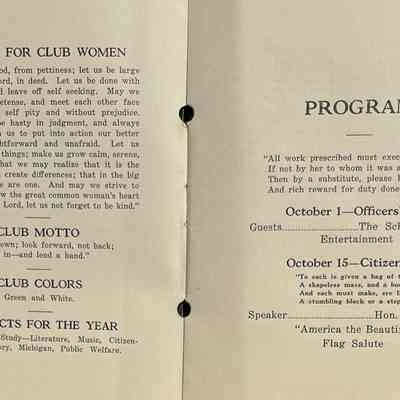 FOR CLUB WOMEN
od, from pettiness; let us be large
ord, in deed. Let us be done with
d leave off self seeking. May we
etense, and meet each other face
self pity and without prejudice.
be hasty in judgment, and always
h us to put into action our better
htforward and unafraid. Let us
things; make us grow calm, serene,
that we may realize that it is the
create differences; that in the big
e are one. And may we strive to
w the great common woman's heart
Lord, let us not forget to be kind."
CLUB MOTTO
own; look forward, not back;
in—and lend a hand."
CLUB COLORS
Green and White.
CTS FOR THE YEAR
Study—Literature, Music, Citizen-
ory, Michigan, Public Welfare.
PROGRAM
"All work prescribed must exec
If not by her to whom it was a
Then by a substitute, please b
And rich reward for duty done
October 1—Officers'
Guests The Sch
Entertainment
October 15—Citizen
"To each is given a bag of t
A shapeless mass, and a boo
And each must make, ere li
A stumbling block or a step
Speaker Hon.
"America the Beauti
Flag Salute